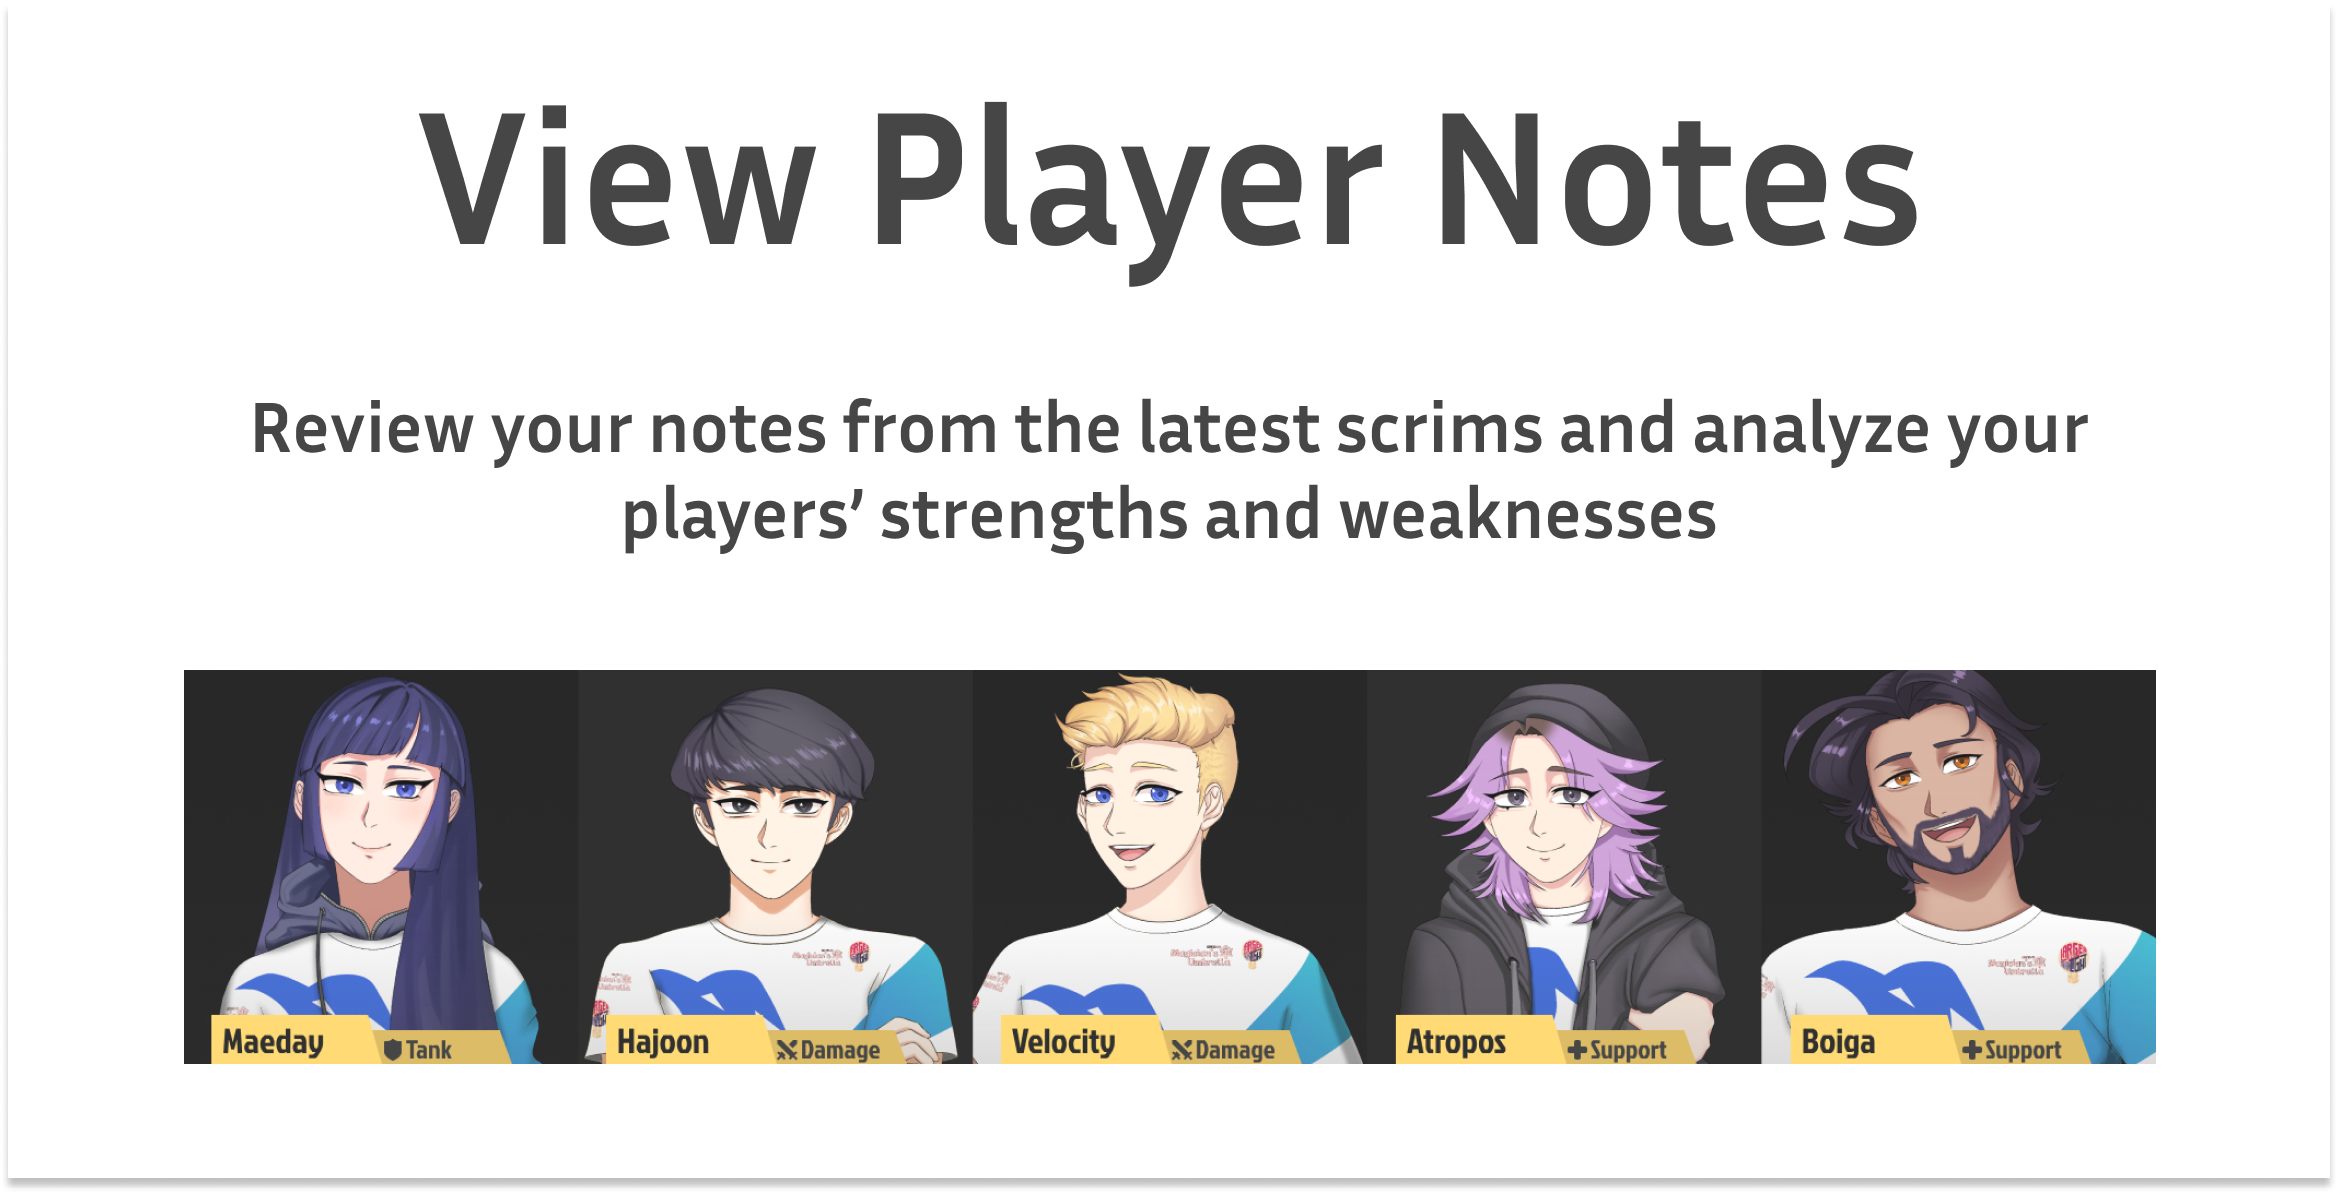 View Player Notes
Review your notes from the latest scrims and analyze your
players’ strengths and weaknesses
Maeday
Tank
Hajoon
Damage
Velocity
Damage
Atropos
Support
Boiga
Support